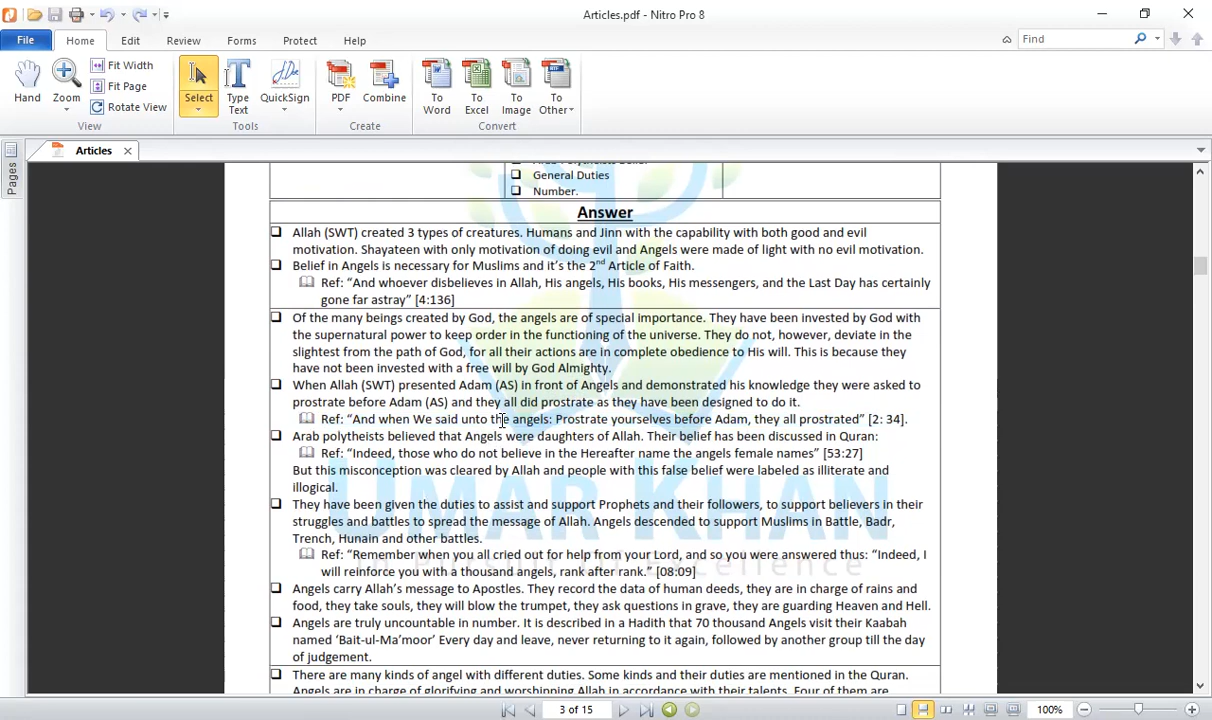 Articles.pdf - Nitro Pro 8
File Home Edit Review Forms Protect Help Find
Fit Width
Fit Page
Rotate View
Hand Zoom Select Type Text QuickSign PDF Combine To Word To Excel To Image To Other
View Tools Create Convert
Articles
Pages
General Duties
Number.
Answer
Allah (SWT) created 3 types of creatures. Humans and Jinn with the capability with both good and evil
motivation. Shayateen with only motivation of doing evil and Angels were made of light with no evil motivation.
Belief in Angels is necessary for Muslims and it’s the 2nd Article of Faith.
Ref: “And whoever disbelieves in Allah, His angels, His books, His messengers, and the Last Day has certainly
gone far astray” [4:136]
Of the many beings created by God, the angels are of special importance. They have been invested by God with
the supernatural power to keep order in the functioning of the universe. They do not, however, deviate in the
slightest from the path of God, for all their actions are in complete obedience to His will. This is because they
have not been invested with a free will by God Almighty.
When Allah (SWT) presented Adam (AS) in front of Angels and demonstrated his knowledge they were asked to
prostrate before Adam (AS) and they all did prostrate as they have been designed to do it.
Ref: “And when We said unto the angels: Prostrate yourselves before Adam, they all prostrated” [2: 34].
Arab polytheists believed that Angels were daughters of Allah. Their belief has been discussed in Quran:
Ref: “Indeed, those who do not believe in the Hereafter name the angels female names” [53:27]
But this misconception was cleared by Allah and people with this false belief were labeled as illiterate and
illogical.
They have been given the duties to assist and support Prophets and their followers, to support believers in their
struggles and battles to spread the message of Allah. Angels descended to support Muslims in Battle, Badr,
Trench, Hunain and other battles.
Ref: “Remember when you all cried out for help from your Lord, and so you were answered thus: “Indeed, I
will reinforce you with a thousand angels, rank after rank.” [08:09]
Angels carry Allah’s message to Apostles. They record the data of human deeds, they are in charge of rains and
food, they take souls, they will blow the trumpet, they ask questions in grave, they are guarding Heaven and Hell.
Angels are truly uncountable in number. It is described in a Hadith that 70 thousand Angels visit their Kaabah
named ‘Bait-ul-Ma’moor’ Every day and leave, never returning to it again, followed by another group till the day
of judgement.
There are many kinds of angel with different duties. Some kinds and their duties are mentioned in the Quran.
Angels are in charge of glorifying and worshipping Allah in accordance with their talents. Four of them are
UMAR KHAN
In Pursuit of Excellence
3 of 15
100%